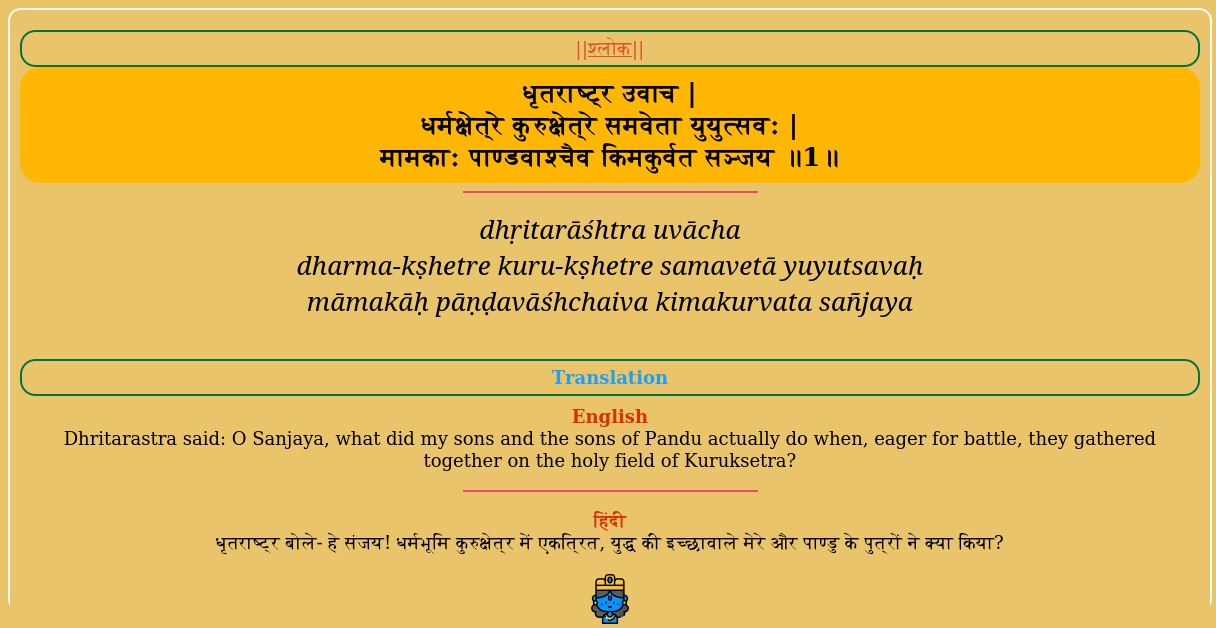 ||श्लोक||
धृतराष्ट्र उवाच |
धर्मक्षेत्रे कुरुक्षेत्रे समवेता युयुत्सवः |
मामकाः पाण्डवाश्चैव किमकुर्वत सञ्जय ॥1॥
dhṛitarāśhtra uvācha
dharma-kṣhetre kuru-kṣhetre samavetā yuyutsavaḥ
māmakāḥ pāṇḍavāśhchaiva kimakurvata sañjaya
Translation
English
Dhritarastra said: O Sanjaya, what did my sons and the sons of Pandu actually do when, eager for battle, they gathered
together on the holy field of Kuruksetra?
हिंदी
धृतराष्ट्र बोले- हे संजय! धर्मभूमि कुरुक्षेत्र में एकत्रित, युद्ध की इच्छावाले मेरे और पाण्डु के पुत्रों ने क्या किया?